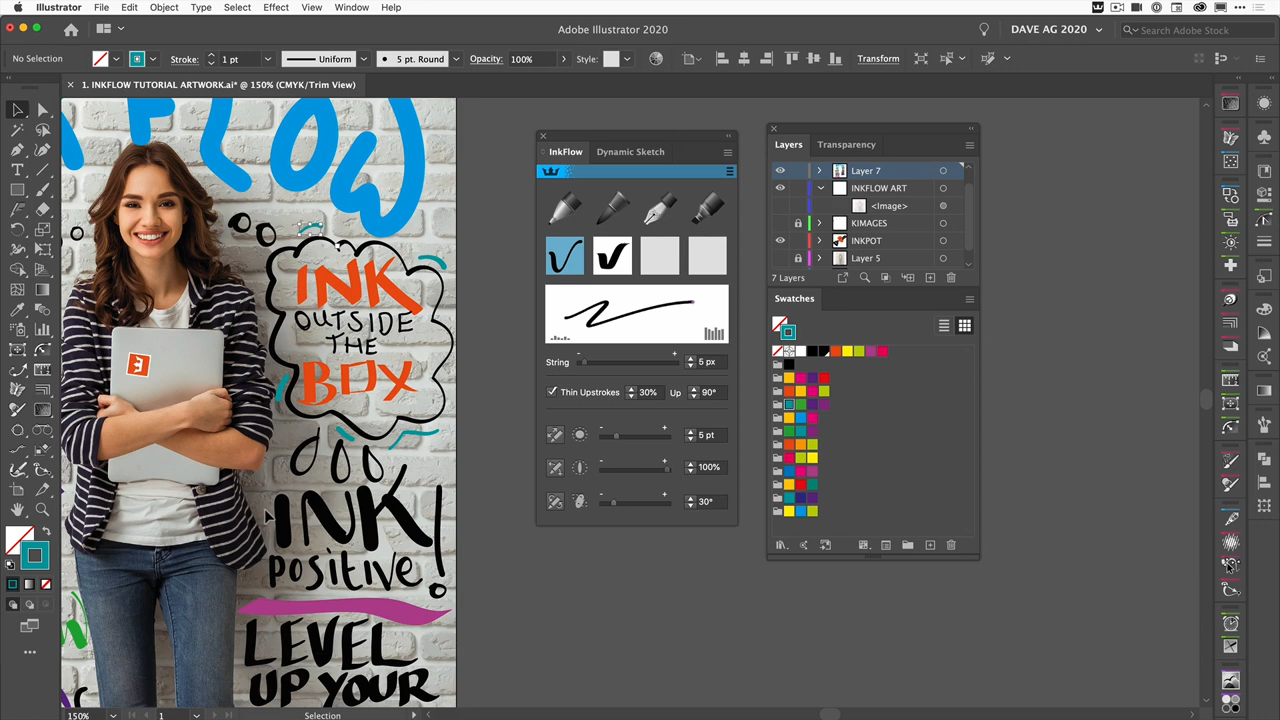 Illustrator File Edit Object Type Select Effect View Window Help
Adobe Illustrator 2020
DAVE AG 2020
Search Adobe Stock
No Selection
Stroke: 1 pt
Uniform
5 pt. Round
Opacity: 100%
Style:
Transform
1. INKFLOW TUTORIAL ARTWORK.ai* @ 150% (CMYK/Trim View)
FLOW
INK
OUTSIDE
THE
BOX
INK!
positive
LEVEL
UP YOUR
InkFlow
Dynamic Sketch
String
5 px
Thin Upstrokes
30%
Up
90°
5 pt
100%
30°
Layers
Transparency
Layer 7
INKFLOW ART
<Image>
KIMAGES
INKPOT
Layer 5
7 Layers
Swatches
150%
1
Selection